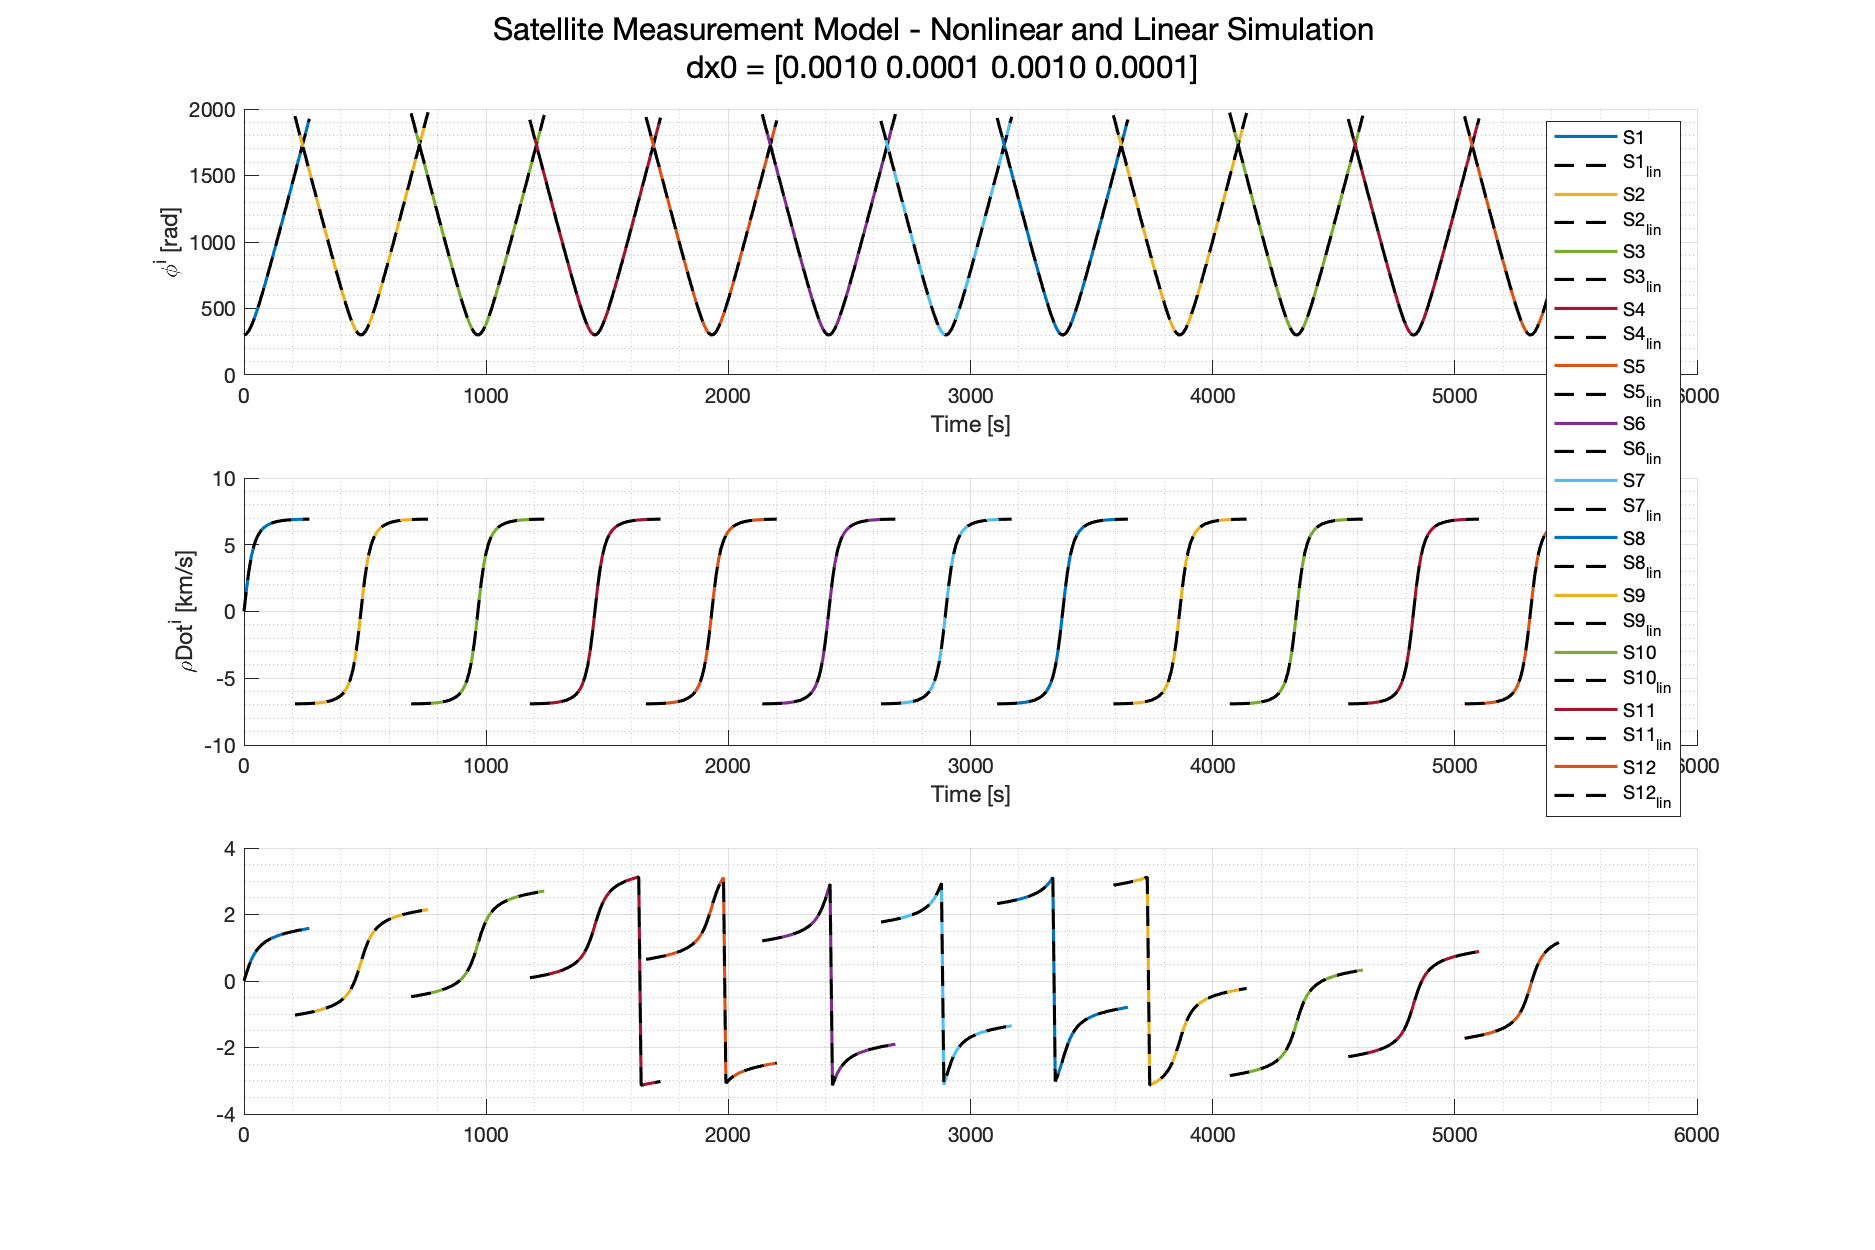 Satellite Measurement Model - Nonlinear and Linear Simulation
dx0 = [0.0010 0.0001 0.0010 0.0001]
2000
1500
1000
500
0
ϕi [rad]
0 1000 2000 3000 4000 5000 6000
Time [s]
10
5
0
-5
-10
ρDoti [km/s]
0 1000 2000 3000 4000 5000 6000
Time [s]
4
2
0
-2
-4
0 1000 2000 3000 4000 5000 6000
S1
S1lin
S2
S2lin
S3
S3lin
S4
S4lin
S5
S5lin
S6
S6lin
S7
S7lin
S8
S8lin
S9
S9lin
S10
S10lin
S11
S11lin
S12
S12lin